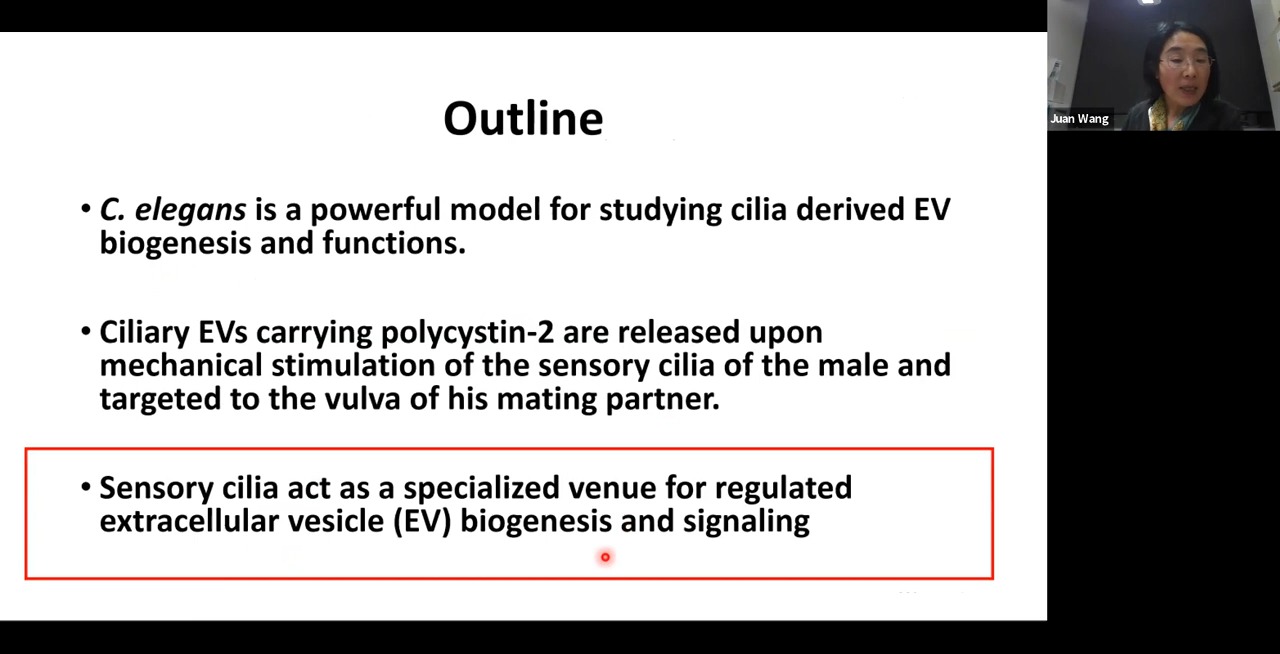 Outline
• C. elegans is a powerful model for studying cilia derived EV
biogenesis and functions.
• Ciliary EVs carrying polycystin-2 are released upon
mechanical stimulation of the sensory cilia of the male and
targeted to the vulva of his mating partner.
• Sensory cilia act as a specialized venue for regulated
extracellular vesicle (EV) biogenesis and signaling
Juan Wang